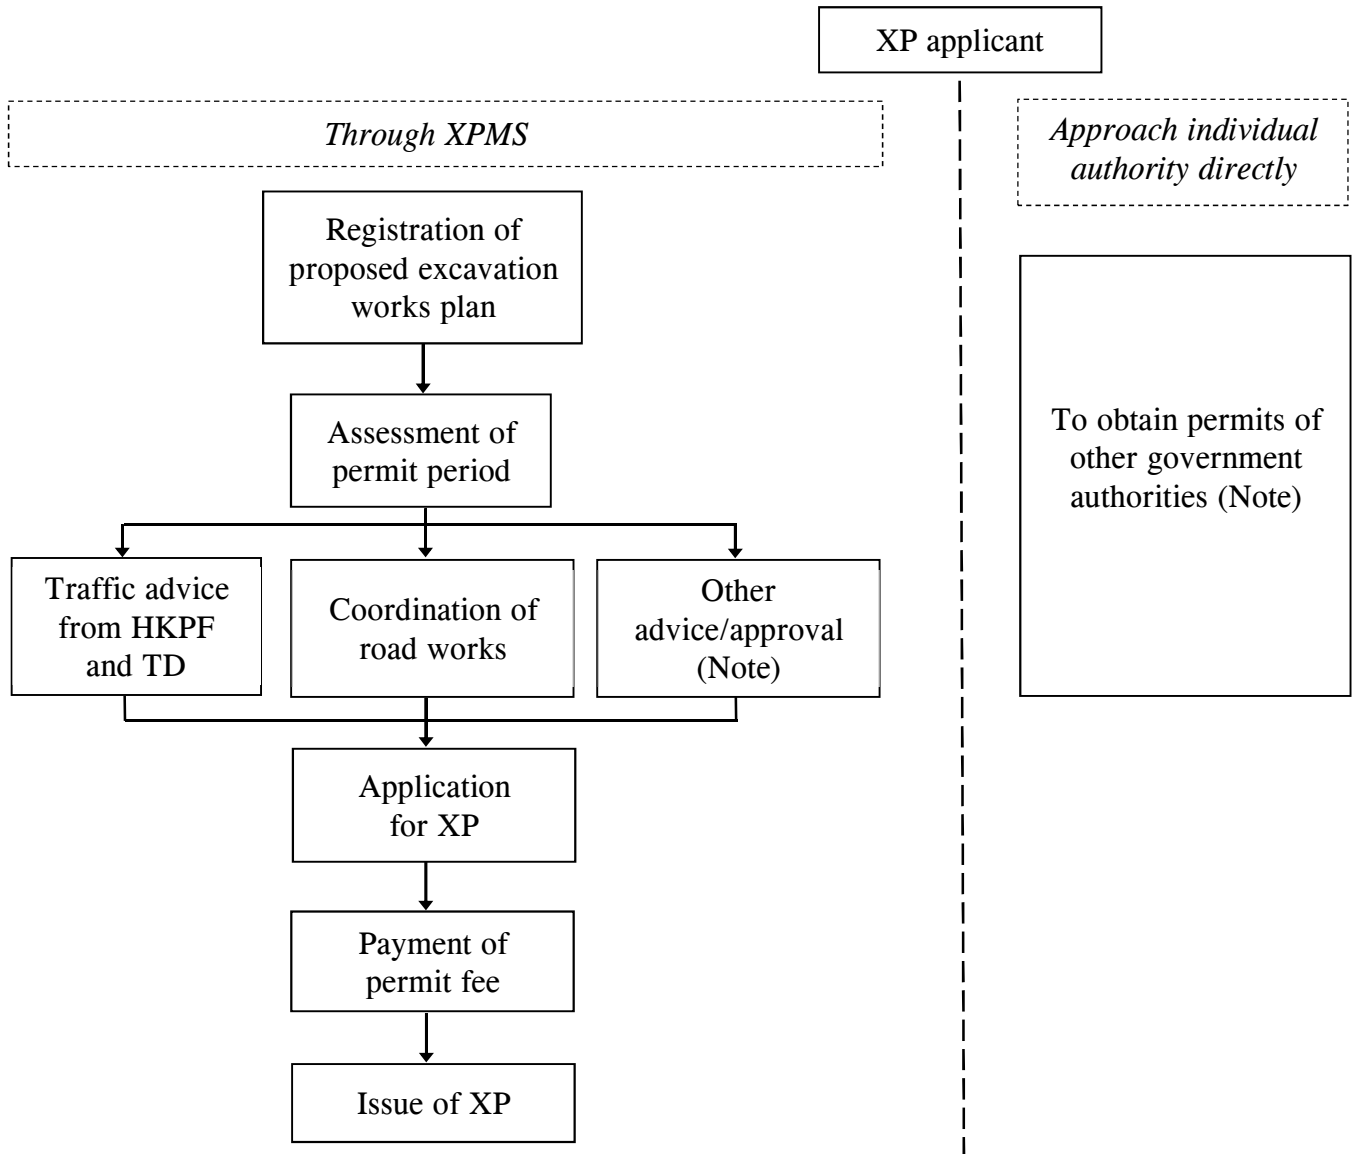 XP applicant
Through XPMS
Approach individual
authority directly
Registration of
proposed excavation
works plan
To obtain permits of
other government
authorities (Note)
Assessment of
permit period
Traffic advice
from HKPF
and TD
Coordination of
road works
Other
advice/approval
(Note)
Application
for XP
Payment of
permit fee
Issue of XP